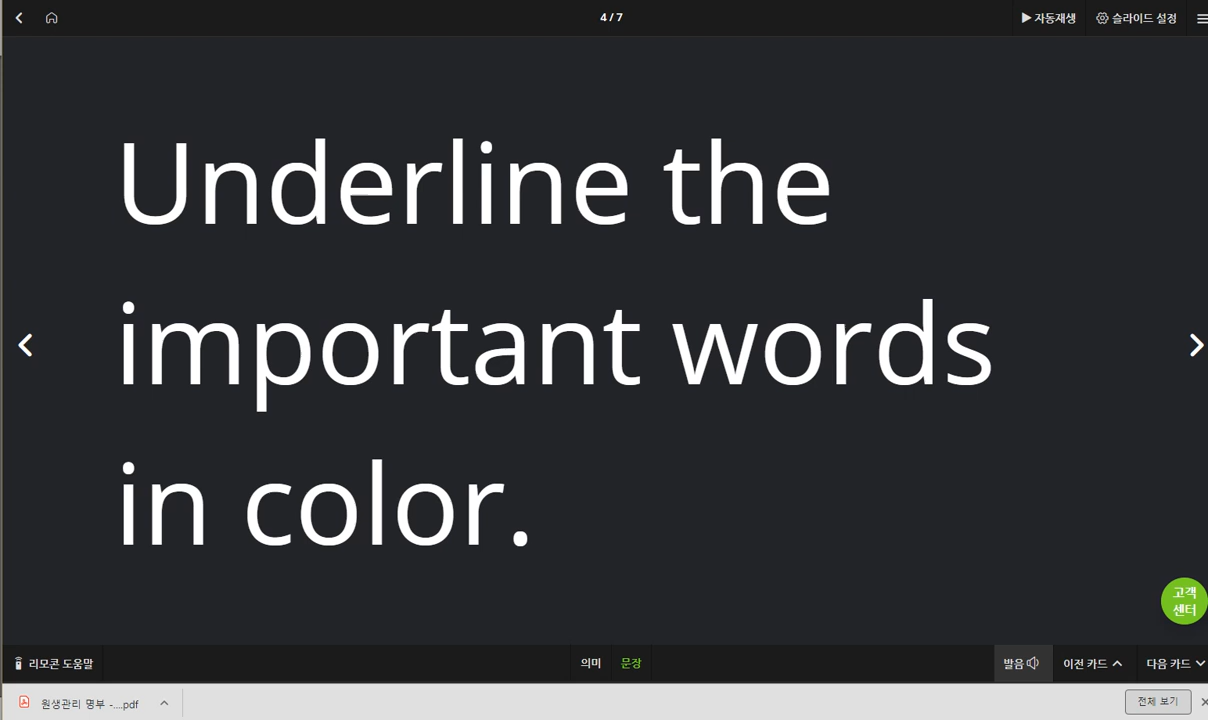 4 / 7
자동재생
슬라이드 설정
Underline the
important words
in color.
고객
센터
리모콘 도움말
의미
문장
발음
이전 카드
다음 카드
원생관리 명부 -....pdf
전체 보기